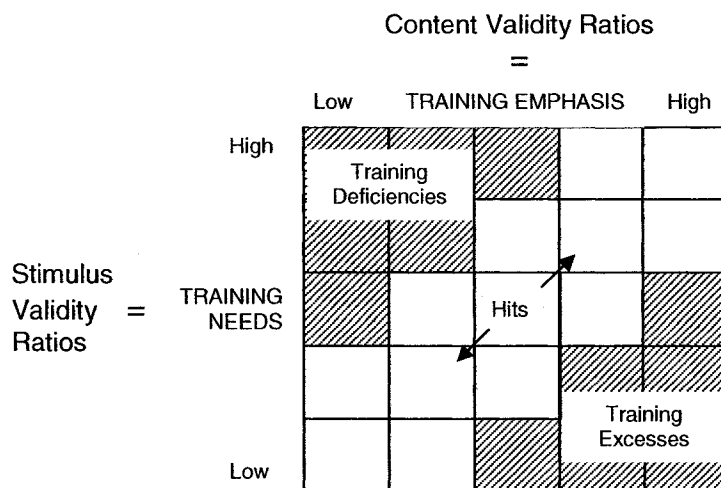 Content Validity Ratios
=
Low TRAINING EMPHASIS High
High
Training
Deficiencies
Stimulus
Validity
Ratios
=
TRAINING
NEEDS
Hits
Training
Excesses
Low